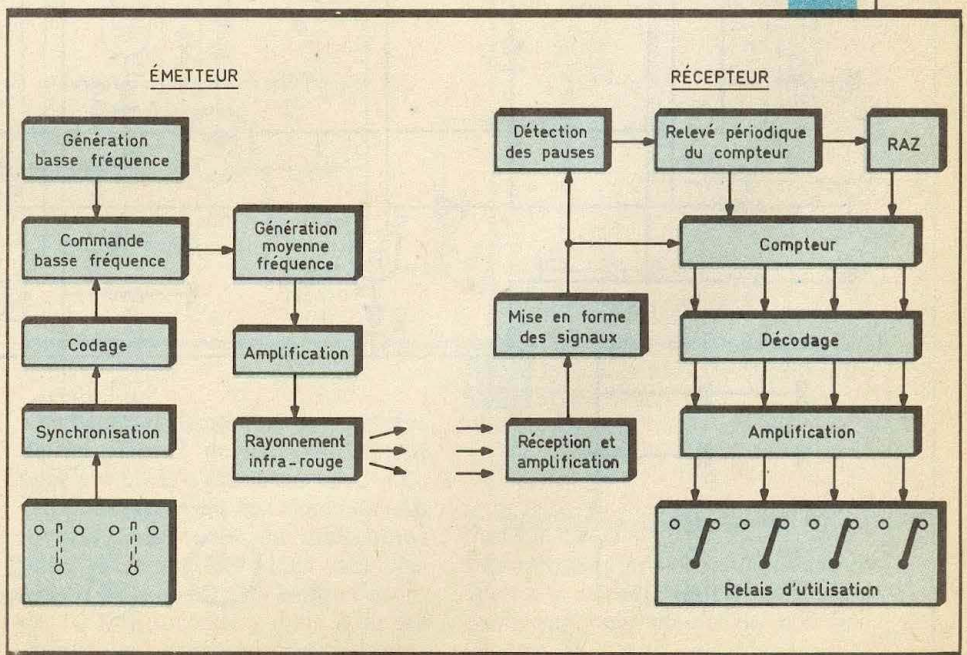 ÉMETTEUR
Génération
basse fréquence
Commande
basse fréquence
Génération
moyenne
fréquence
Codage
Amplification
Synchronisation
Rayonnement
infra-rouge
RÉCEPTEUR
Détection
des pauses
Relevé périodique
du compteur
RAZ
Compteur
Mise en forme
des signaux
Décodage
Réception et
amplification
Amplification
Relais d'utilisation